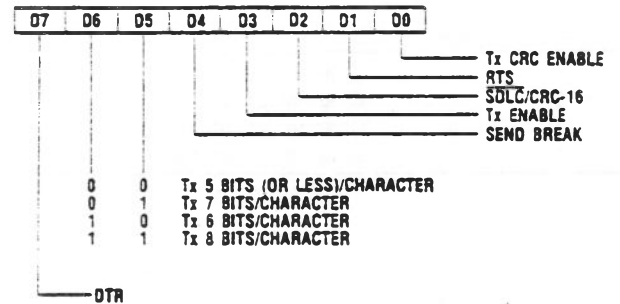 D7 D6 D5 D4 D3 D2 D1 D0
Tx CRC ENABLE
RTS
SDLC/CRC-16
Tx ENABLE
SEND BREAK
0 0 Tx 5 BITS (OR LESS)/CHARACTER
0 1 Tx 7 BITS/CHARACTER
1 0 Tx 6 BITS/CHARACTER
1 1 Tx 8 BITS/CHARACTER
DTR